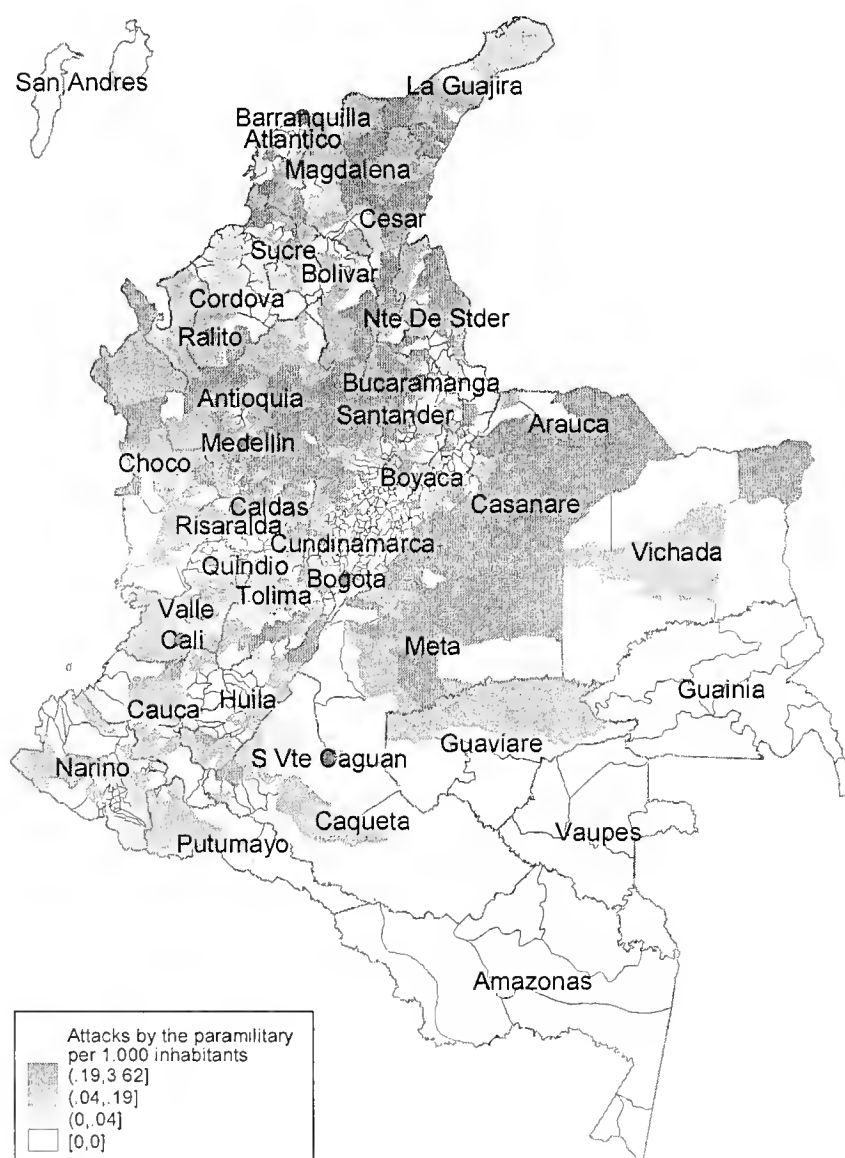 San Andres
La Guajira
Barranquilla
Atlantico
Magdalena
Cesar
Sucre
Bolivar
Cordova
Nte De Stder
Ralito
Bucaramanga
Antioquia
Santander
Arauca
Medellin
Choco
Boyaca
Casanare
Caldas
Risaralda
Cundinamarca
Vichada
Quindio
Bogota
Tolima
Valle
Cali
Meta
Guainia
Cauca
Huila
Guaviare
S Vte Caguan
Narino
Caqueta
Vaupes
Putumayo
Amazonas
Attacks by the paramilitary
per 1.000 inhabitants
(.19,3 62]
(.04,.19]
(0,.04]
[0,0]